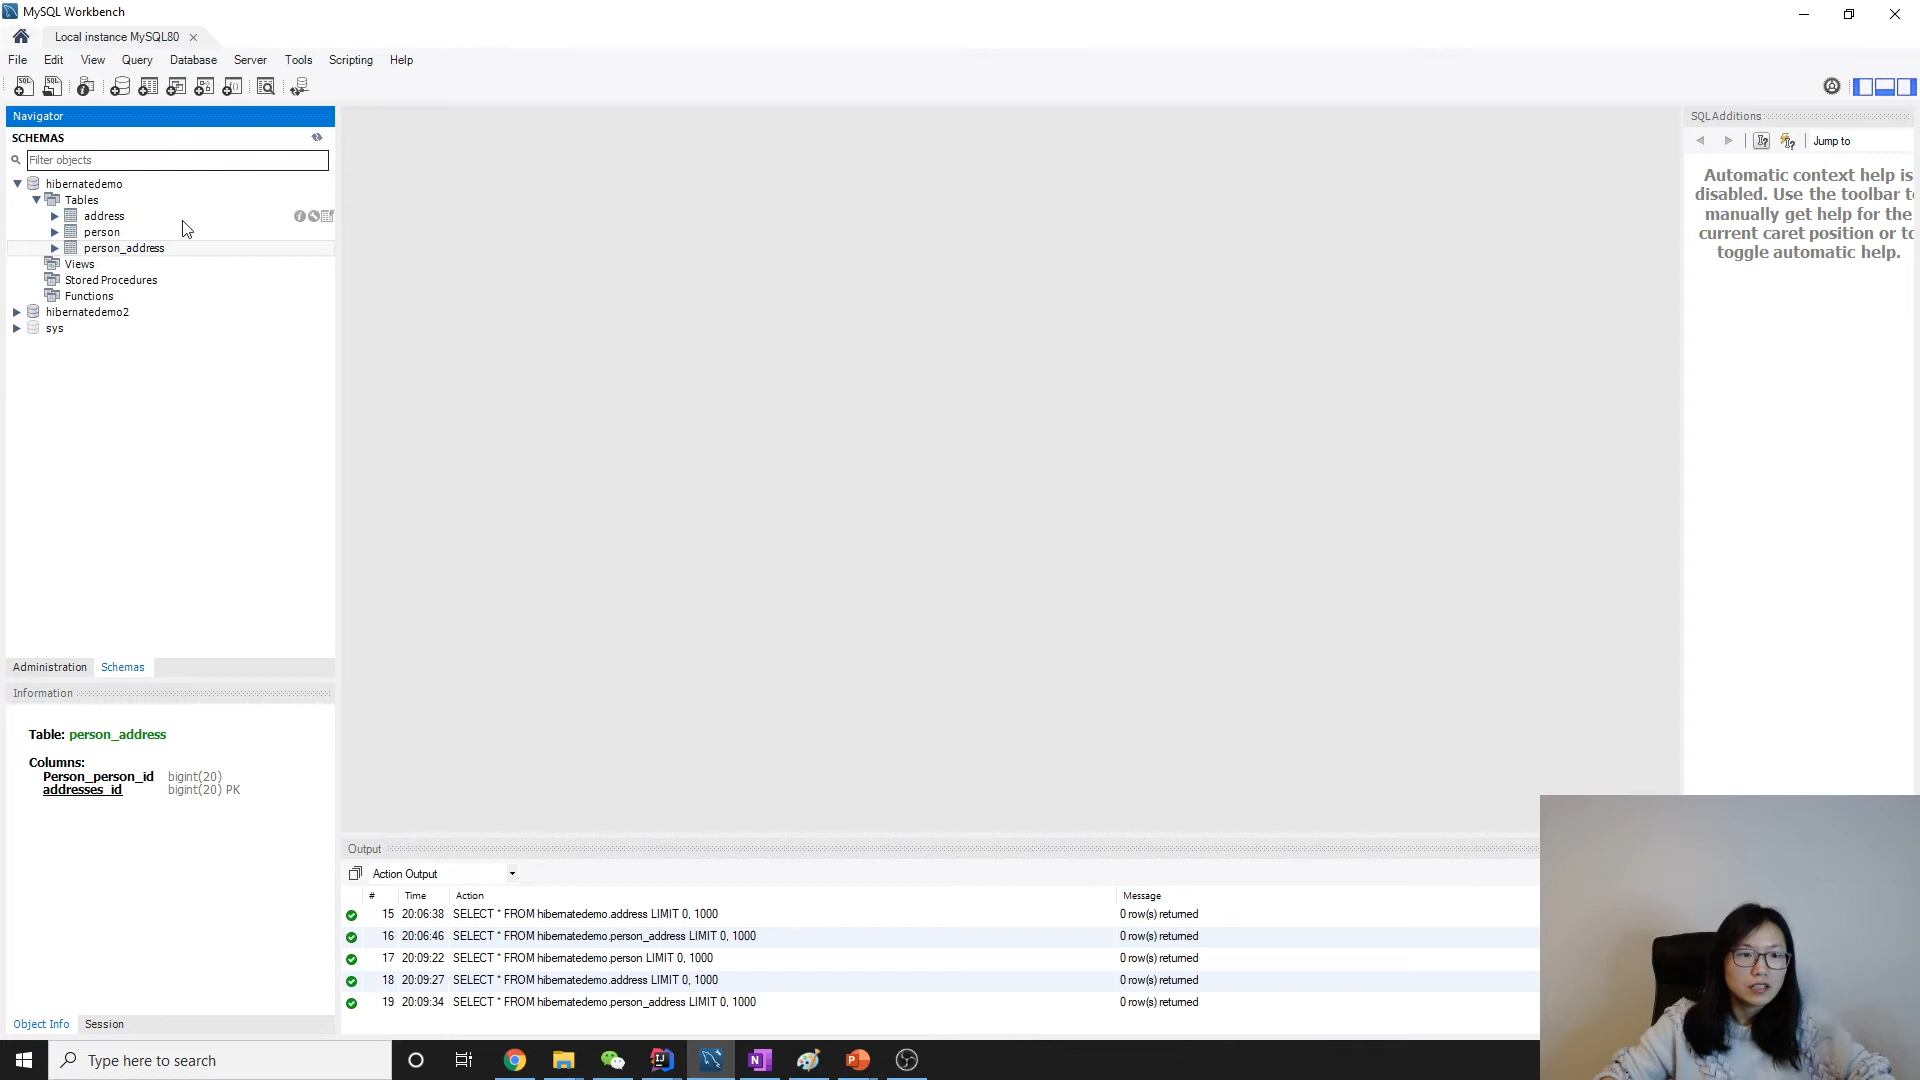 MySQL Workbench
Local instance MySQL80
File Edit View Query Database Server Tools Scripting Help
Navigator
SCHEMAS
Filter objects
hibernatedemo
Tables
address
person
person_address
Views
Stored Procedures
Functions
hibernatedemo2
sys
Administration Schemas
Information
Table: person_address
Columns:
Person_person_id bigint(20)
addresses_id bigint(20) PK
Object Info Session
SQLAdditions
Jump to
Automatic context help is
disabled. Use the toolbar t
manually get help for the
current caret position or to
toggle automatic help.
Output
Action Output
# Time Action Message
15 20:06:38 SELECT * FROM hibernatedemo.address LIMIT 0, 1000 0 row(s) returned
16 20:06:46 SELECT * FROM hibernatedemo.person_address LIMIT 0, 1000 0 row(s) returned
17 20:09:22 SELECT * FROM hibernatedemo.person LIMIT 0, 1000 0 row(s) returned
18 20:09:27 SELECT * FROM hibernatedemo.address LIMIT 0, 1000 0 row(s) returned
19 20:09:34 SELECT * FROM hibernatedemo.person_address LIMIT 0, 1000 0 row(s) returned
Type here to search